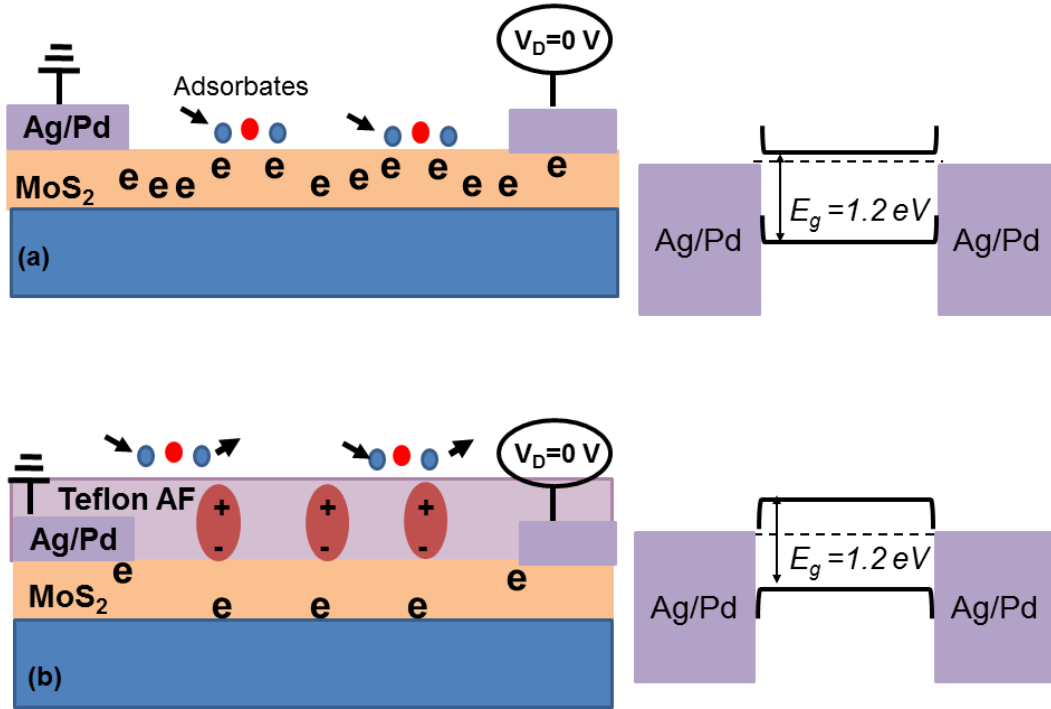 V_D=0 V
Adsorbates
Ag/Pd
e e e e e e e e e e e e
MoS₂
E_g =1.2 eV
Ag/Pd Ag/Pd
(a)
V_D=0 V
Teflon AF
+ + +
- - -
Ag/Pd
e e
MoS₂
e e e
E_g =1.2 eV
Ag/Pd Ag/Pd
(b)